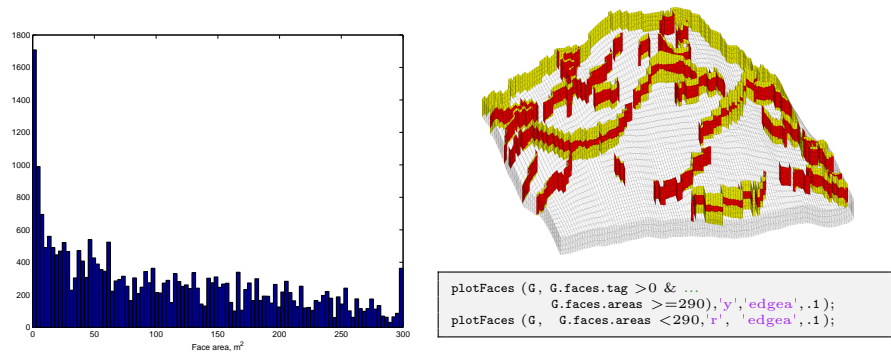 1800
1600
1400
1200
1000
800
600
400
200
0
0 50 100 150 200 250 300
Face area, m²
plotFaces (G, G.faces.tag >0 & ...
G.faces.areas >=290),'y','edgea',.1);
plotFaces (G, G.faces.areas <290,'r', 'edgea',.1);